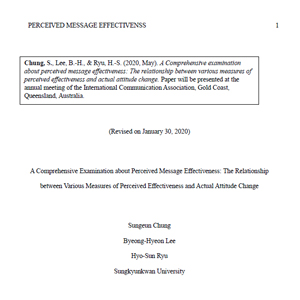 PERCEIVED MESSAGE EFFECTIVENSS 1
Chung, S., Lee, B.-H., & Ryu, H.-S. (2020, May). A Comprehensive examination
about perceived message effectiveness: The relationship between various measures of
perceived effectiveness and actual attitude change. Paper will be presented at the
annual meeting of the International Communication Association, Gold Coast,
Queensland, Australia.
(Revised on January 30, 2020)
A Comprehensive Examination about Perceived Message Effectiveness: The Relationship
between Various Measures of Perceived Effectiveness and Actual Attitude Change
Sungeun Chung
Byeong-Hyeon Lee
Hyo-Sun Ryu
Sungkyunkwan University